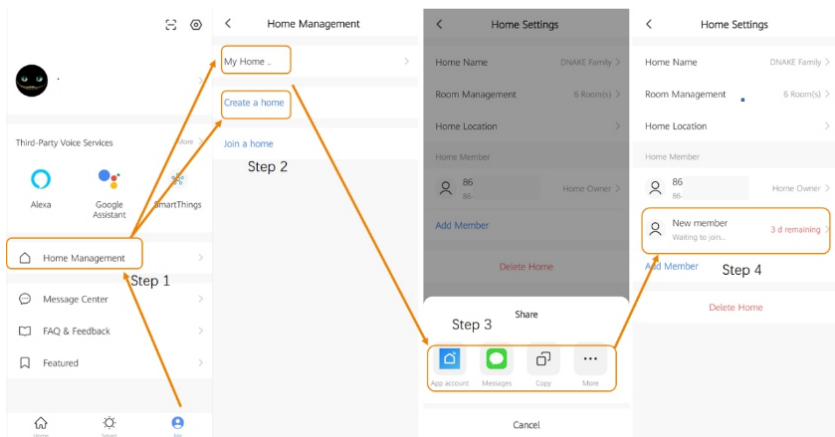 Third-Party Voice Services
More >
Alexa
Google
Assistant
SmartThings
Home Management
Step 1
Message Center
FAQ & Feedback
Featured
Home
Smart
Me
Home Management
My Home ..
Create a home
Join a home
Step 2
Home Settings
Home Name
DNAKE Family >
Room Management
6 Room(s) >
Home Location
Home Member
86
86-
Home Owner >
Add Member
Delete Home
Share
Step 3
App account
Messages
Copy
More
Cancel
Home Settings
Home Name
DNAKE Family >
Room Management
6 Room(s) >
Home Location
Home Member
86
86-
Home Owner >
New member
Waiting to join...
3 d remaining >
Add Member
Step 4
Delete Home